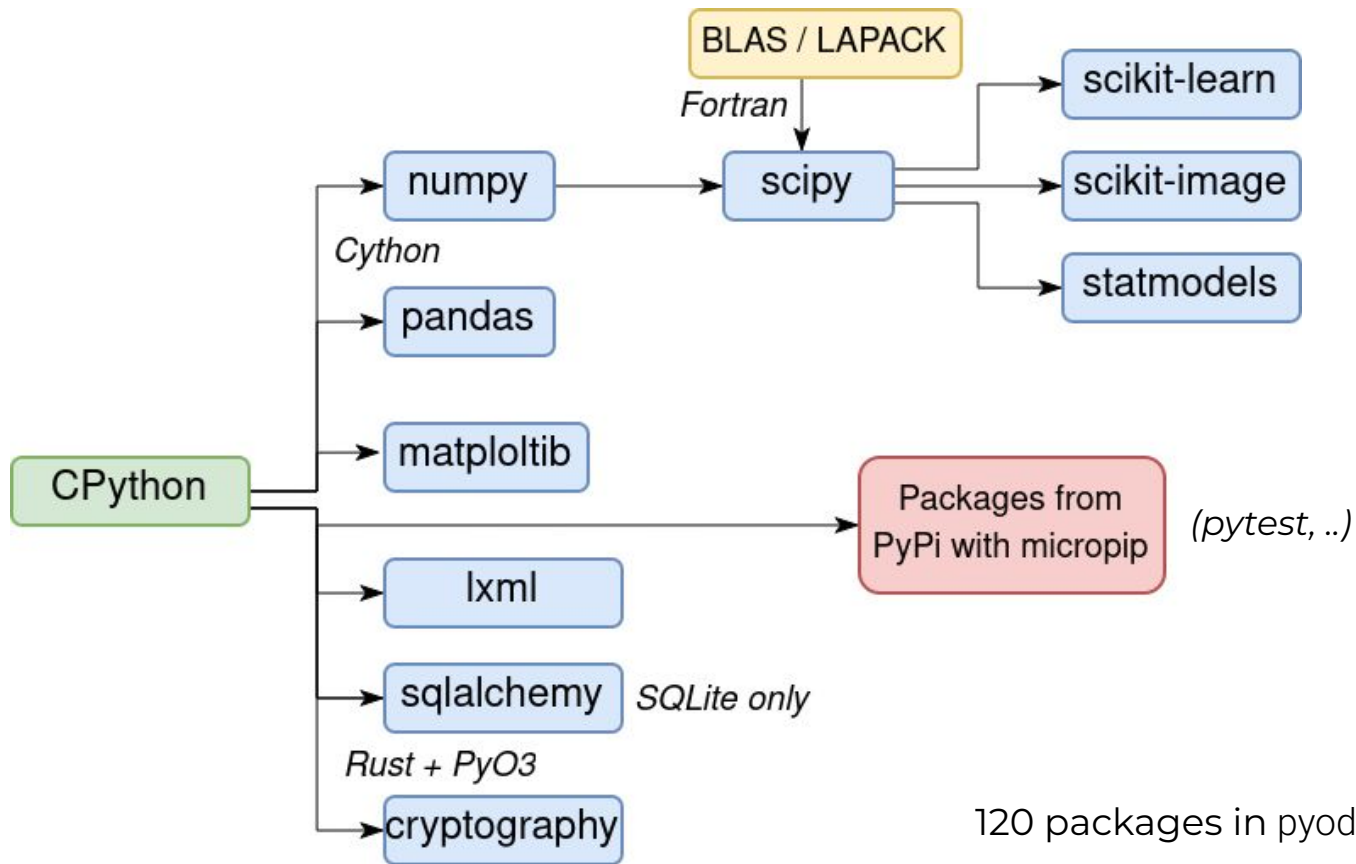 BLAS / LAPACK
Fortran
scikit-learn
numpy
scipy
scikit-image
Cython
statmodels
pandas
matploltib
CPython
Packages from
PyPi with micropip
(pytest, ..)
lxml
sqlalchemy
SQLite only
Rust + PyO3
cryptography
120 packages in pyod